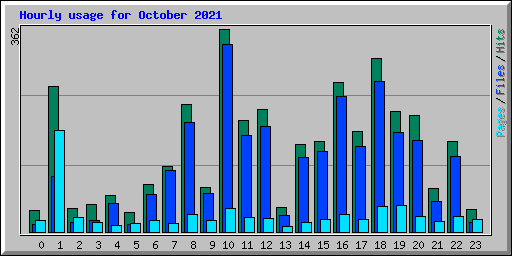 Hourly usage for October 2021
362
Pages/Files/Hits
0 1 2 3 4 5 6 7 8 9 10 11 12 13 14 15 16 17 18 19 20 21 22 23